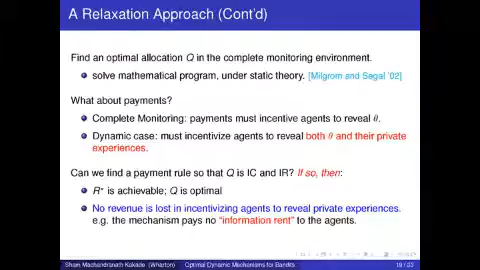 A Relaxation Approach (Cont'd)
Find an optimal allocation Q in the complete monitoring environment.
solve mathematical program, under static theory. [Milgrom and Segal '02]
What about payments?
Complete Monitoring: payments must incentive agents to reveal θ.
Dynamic case: must incentivize agents to reveal both θ and their private
experiences.
Can we find a payment rule so that Q is IC and IR? If so, then:
R* is achievable; Q is optimal
No revenue is lost in incentivizing agents to reveal private experiences.
e.g. the mechanism pays no "information rent" to the agents.
Sham Machandranath Kakade (Wharton) Optimal Dynamic Mechanisms for Bandits